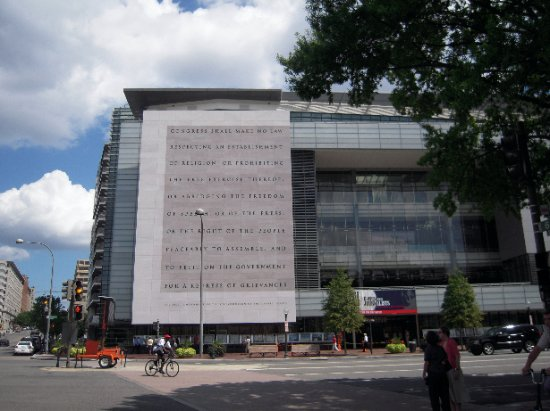 CONGRESS SHALL MAKE NO LAW
RESPECTING AN ESTABLISHMENT
OF RELIGION, OR PROHIBITING
THE FREE EXERCISE THEREOF;
OR ABRIDGING THE FREEDOM
OF SPEECH, OR OF THE PRESS;
OR THE RIGHT OF THE PEOPLE
PEACEABLY TO ASSEMBLE, AND
TO PETITION THE GOVERNMENT
FOR A REDRESS OF GRIEVANCES